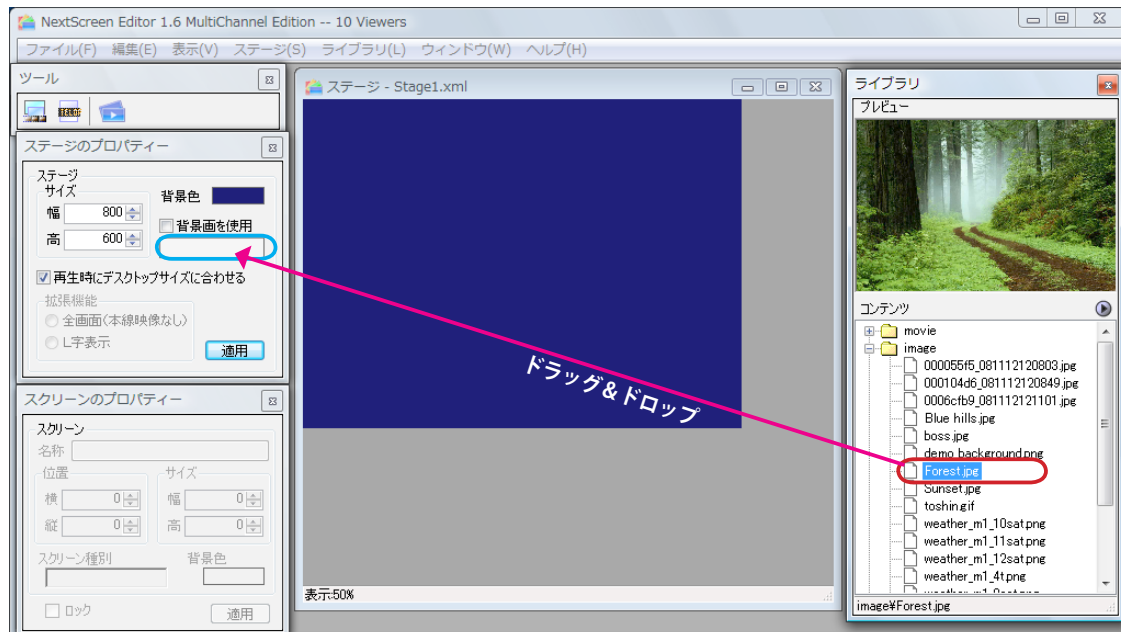 NextScreen Editor 1.6 MultiChannel Edition -- 10 Viewers
ファイル(F) 編集(E) 表示(V) ステージ(S) ライブラリ(L) ウィンドウ(W) ヘルプ(H)
ツール
ステージのプロパティー
ステージ
サイズ
幅 800
高 600
背景色
背景画を使用
再生時にデスクトップサイズに合わせる
拡張機能
全画面(本線映像なし)
L字表示
適用
スクリーンのプロパティー
スクリーン
名称
位置
横 0
縦 0
サイズ
幅 0
高 0
スクリーン種別
背景色
ロック
適用
ステージ - Stage1.xml
ドラッグ&ドロップ
表示:50%
ライブラリ
プレビュー
コンテンツ
movie
image
000055f5_081112120803.jpg
000104d6_081112120849.jpg
0006cfb9_081112121101.jpg
Blue hills.jpg
boss.jpg
demo background.png
Forest.jpg
Sunset.jpg
toshin.gif
weather_m1_10sat.png
weather_m1_11sat.png
weather_m1_12sat.png
weather_m1_4t.png
image¥Forest.jpg